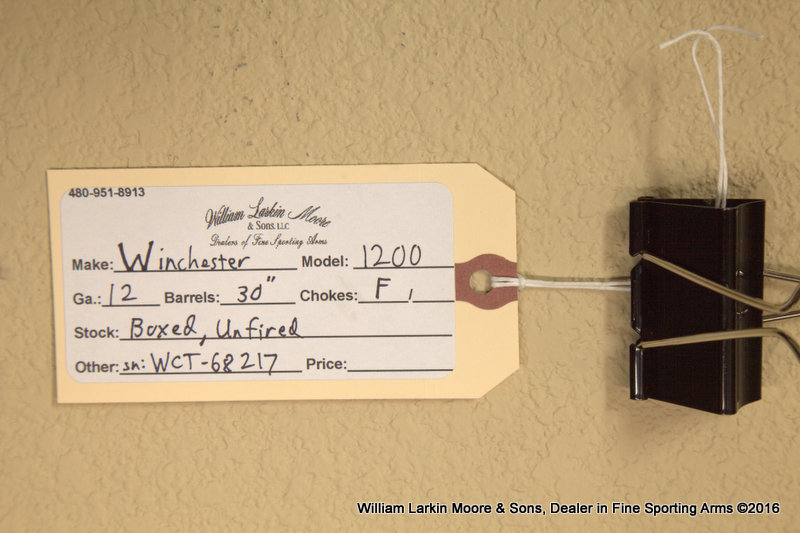 480-951-8913
William Larkin Moore
& SONS, LLC
Dealers of Fine Sporting Arms
Make: Winchester Model: 1200
Ga.: 12 Barrels: 30" Chokes: F ,
Stock: Boxed, Unfired
Other: sn: WCT-68217 Price:
William Larkin Moore & Sons, Dealer in Fine Sporting Arms ©2016